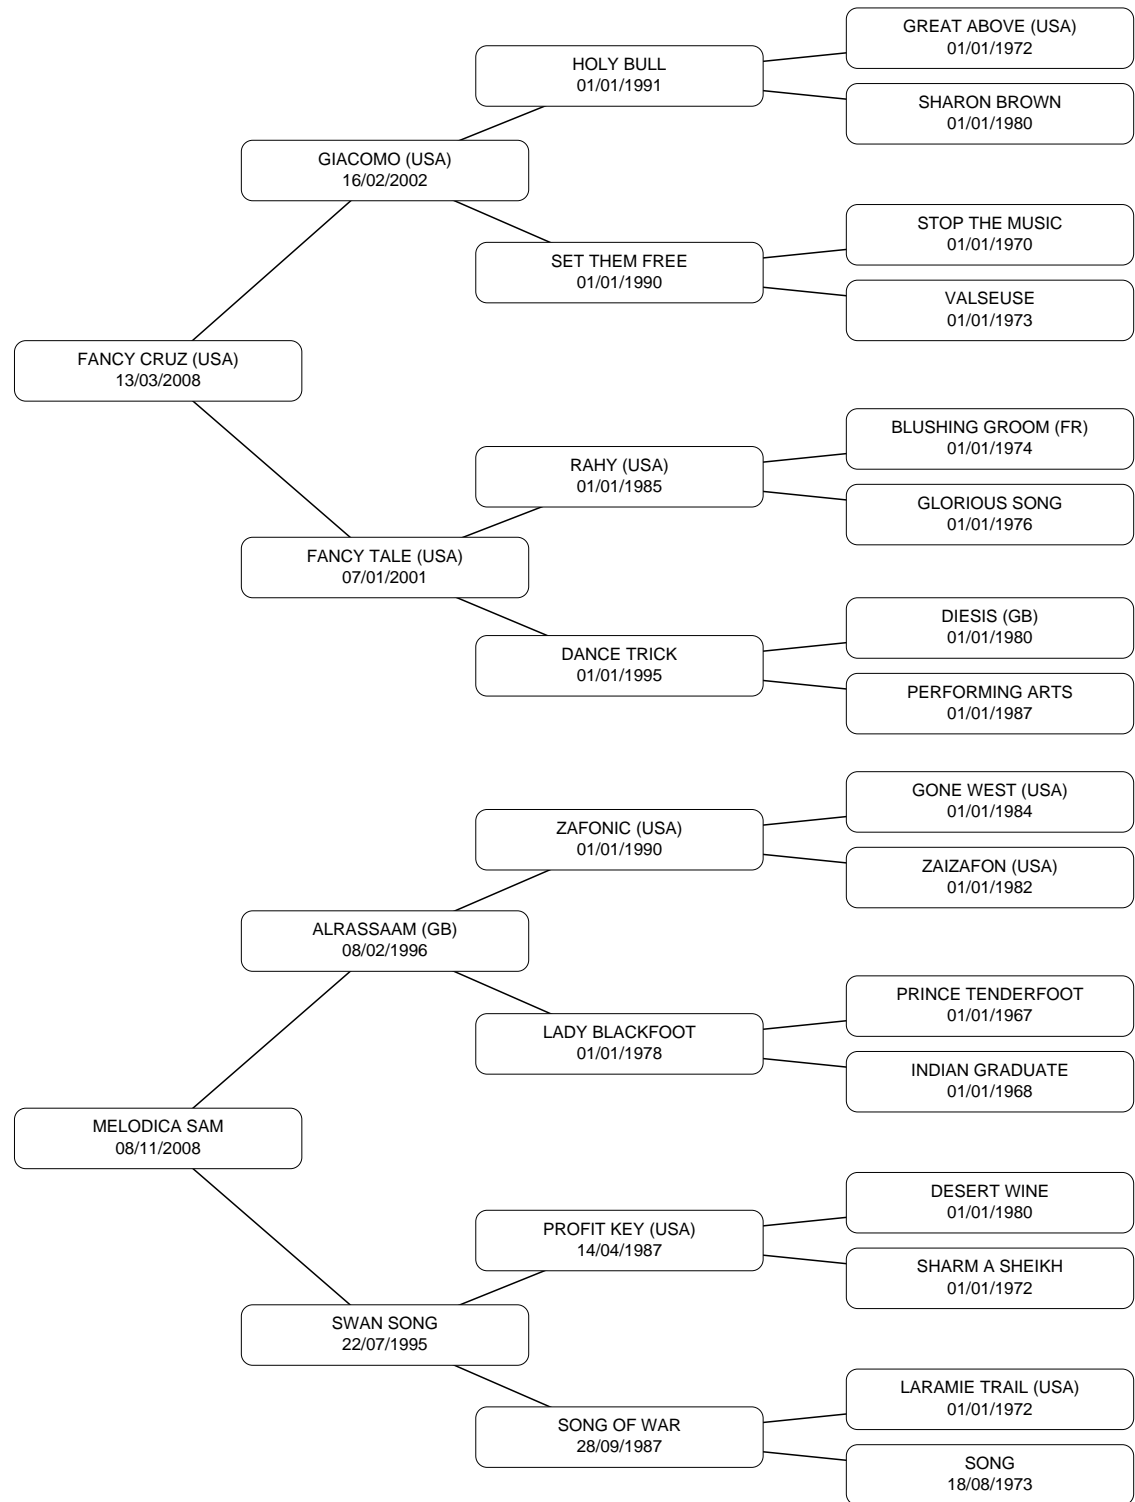 GREAT ABOVE (USA)
01/01/1972
HOLY BULL
01/01/1991
SHARON BROWN
01/01/1980
GIACOMO (USA)
16/02/2002
STOP THE MUSIC
01/01/1970
SET THEM FREE
01/01/1990
VALSEUSE
01/01/1973
FANCY CRUZ (USA)
13/03/2008
BLUSHING GROOM (FR)
01/01/1974
RAHY (USA)
01/01/1985
GLORIOUS SONG
01/01/1976
FANCY TALE (USA)
07/01/2001
DIESIS (GB)
01/01/1980
DANCE TRICK
01/01/1995
PERFORMING ARTS
01/01/1987
GONE WEST (USA)
01/01/1984
ZAFONIC (USA)
01/01/1990
ZAIZAFON (USA)
01/01/1982
ALRASSAAM (GB)
08/02/1996
PRINCE TENDERFOOT
01/01/1967
LADY BLACKFOOT
01/01/1978
INDIAN GRADUATE
01/01/1968
MELODICA SAM
08/11/2008
DESERT WINE
01/01/1980
PROFIT KEY (USA)
14/04/1987
SHARM A SHEIKH
01/01/1972
SWAN SONG
22/07/1995
LARAMIE TRAIL (USA)
01/01/1972
SONG OF WAR
28/09/1987
SONG
18/08/1973